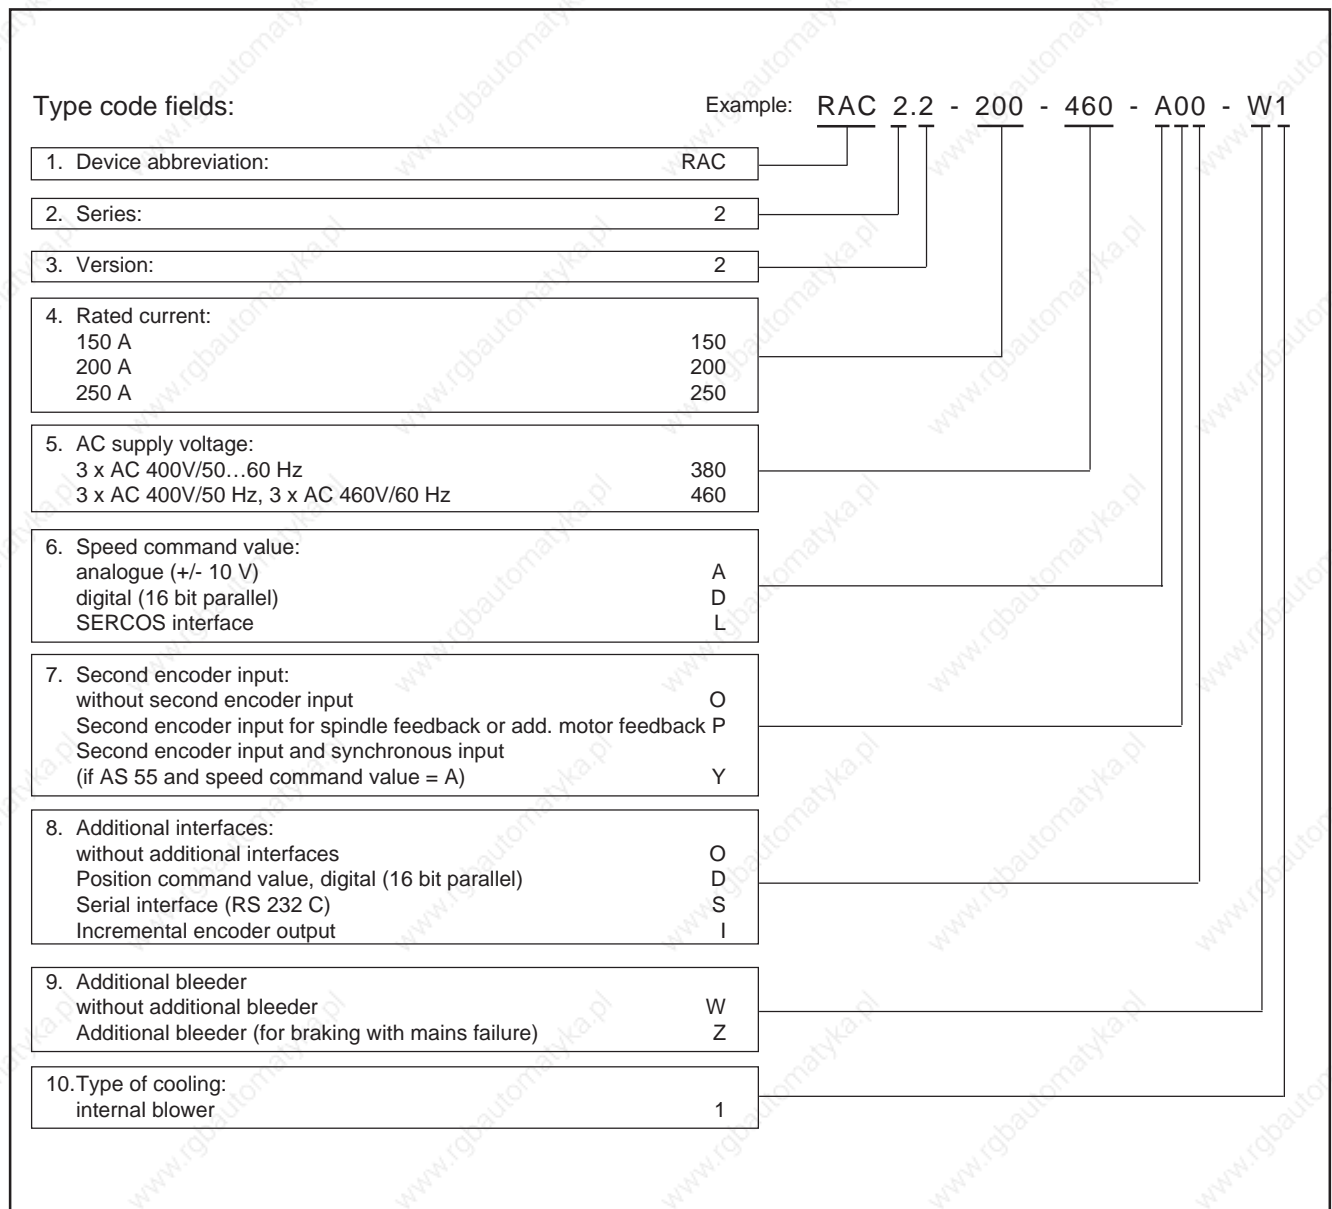 Type code fields: Example: RAC 2.2 - 200 - 460 - A00 - W1
1. Device abbreviation: RAC
2. Series: 2
3. Version: 2
4. Rated current:
150 A 150
200 A 200
250 A 250
5. AC supply voltage:
3 x AC 400V/50…60 Hz 380
3 x AC 400V/50 Hz, 3 x AC 460V/60 Hz 460
6. Speed command value:
analogue (+/- 10 V) A
digital (16 bit parallel) D
SERCOS interface L
7. Second encoder input:
without second encoder input O
Second encoder input for spindle feedback or add. motor feedback P
Second encoder input and synchronous input
(if AS 55 and speed command value = A) Y
8. Additional interfaces:
without additional interfaces O
Position command value, digital (16 bit parallel) D
Serial interface (RS 232 C) S
Incremental encoder output I
9. Additional bleeder
without additional bleeder W
Additional bleeder (for braking with mains failure) Z
10.Type of cooling:
internal blower 1
www.rgbautomatyka.pl